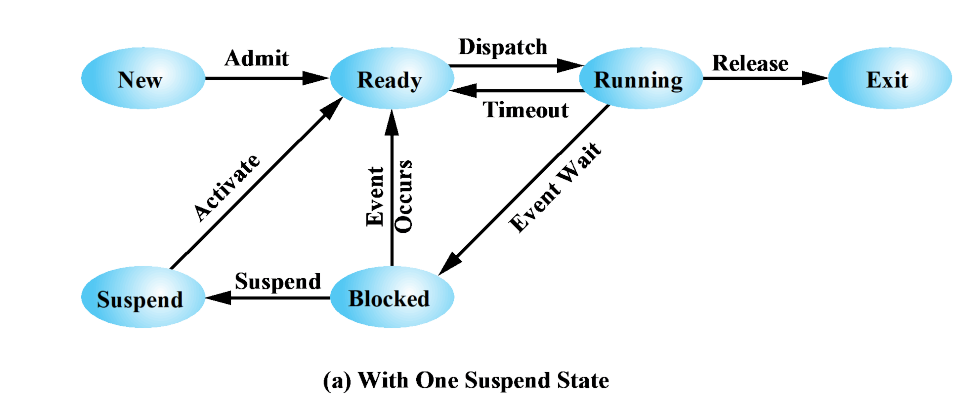 Dispatch
Admit
Release
New
Ready
Running
Exit
Timeout
Activate
Event
Occurs
Event Wait
Suspend
Suspend
Blocked
(a) With One Suspend State